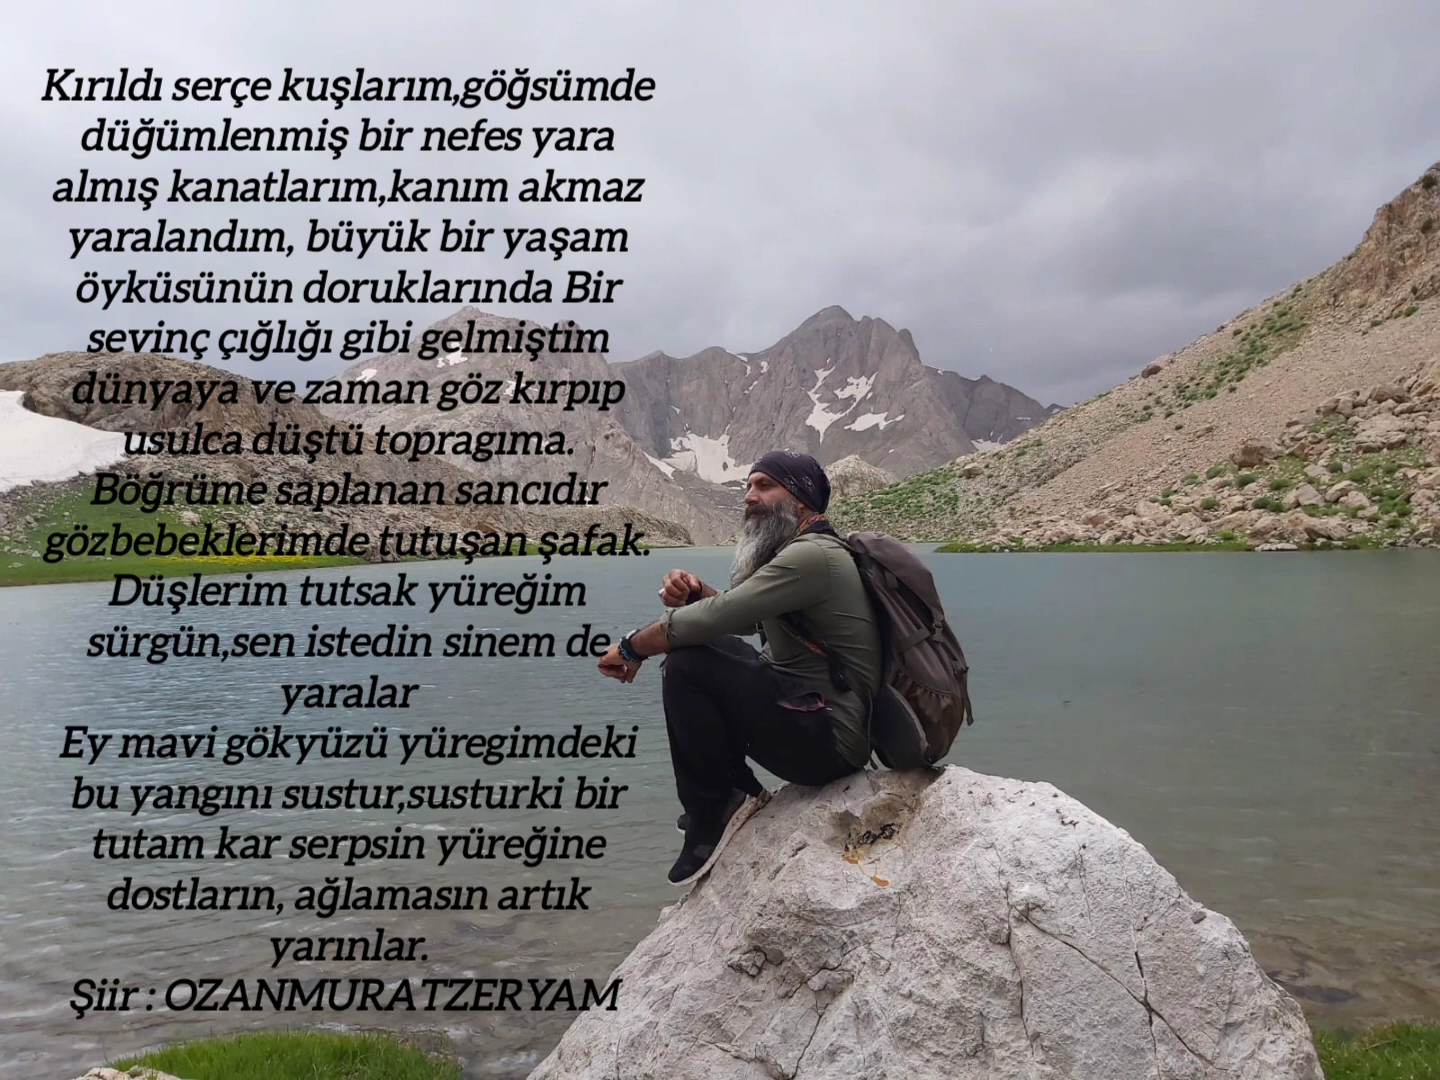 Kırıldı serçe kuşlarım,göğsümde
düğümlenmiş bir nefes yara
almış kanatlarım,kanım akmaz
yaralandım, büyük bir yaşam
öyküsünün doruklarında Bir
sevinç çığlığı gibi gelmiştim
dünyaya ve zaman göz kırpıp
usulca düştü topragıma.
Böğrüme saplanan sancıdır
gözbebeklerimde tutuşan şafak.
Düşlerim tutsak yüreğim
sürgün,sen istedin sinem de
yaralar
Ey mavi gökyüzü yüregimdeki
bu yangını sustur,susturki bir
tutam kar serpsin yüreğine
dostların, ağlamasın artık
yarınlar.
Şiir : OZANMURATZERYAM